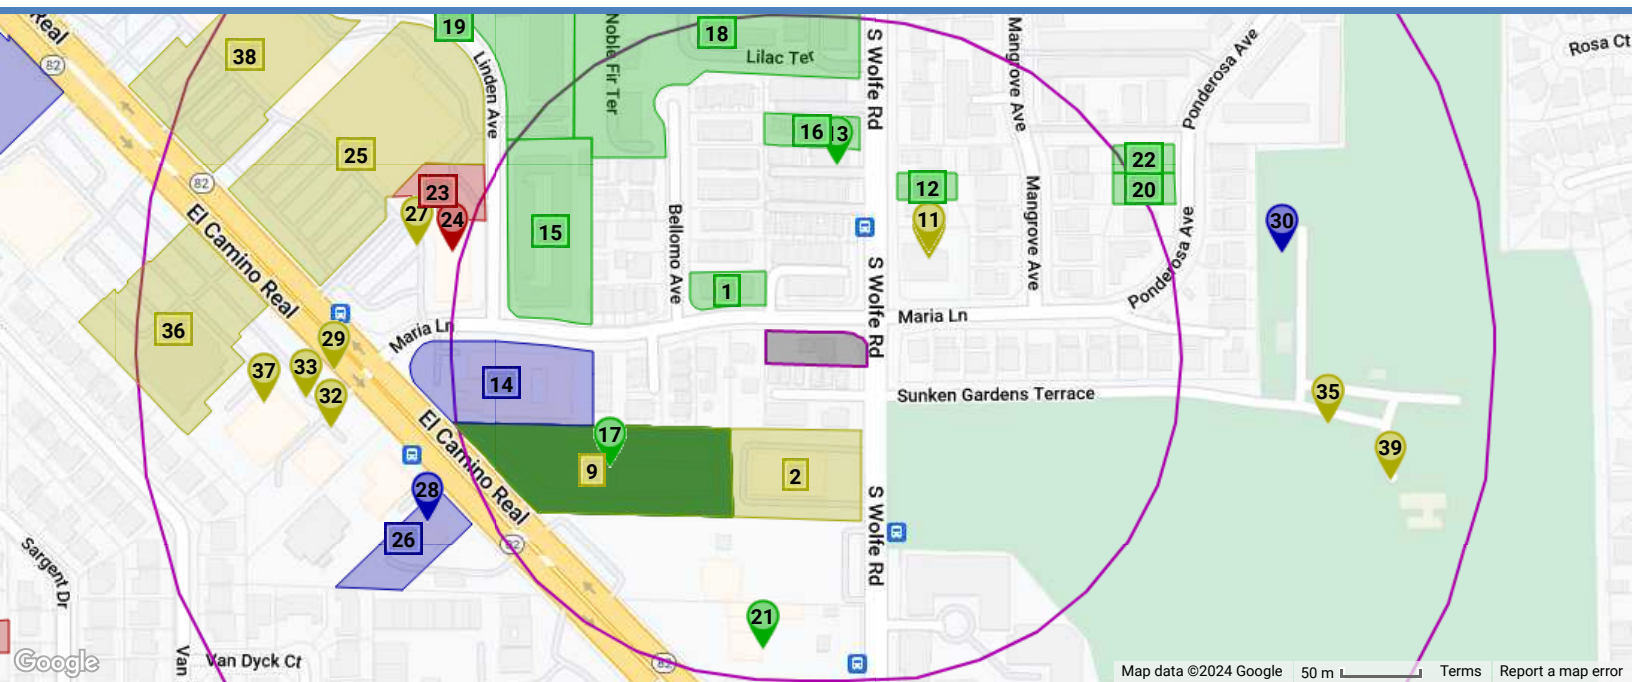 Real
82
38
19
Linden Ave
Noble Fir Ter
18
Lilac Ter
S Wolfe Rd
Mangrove Ave
Ponderosa Ave
Rosa Ct
25
16
13
22
20
82
23
27
24
15
Bellomo Ave
12
11
Mangrove Ave
Ponderosa Ave
30
El Camino Real
1
S Wolfe Rd
Maria Ln
Maria Ln
36
29
37
33
32
14
Sunken Gardens Terrace
35
El Camino Real
17
9
2
39
28
26
82
S Wolfe Rd
Sargent Dr
21
Van
Van Dyck Ct
82
Google
Map data ©2024 Google
50 m
Terms
Report a map error